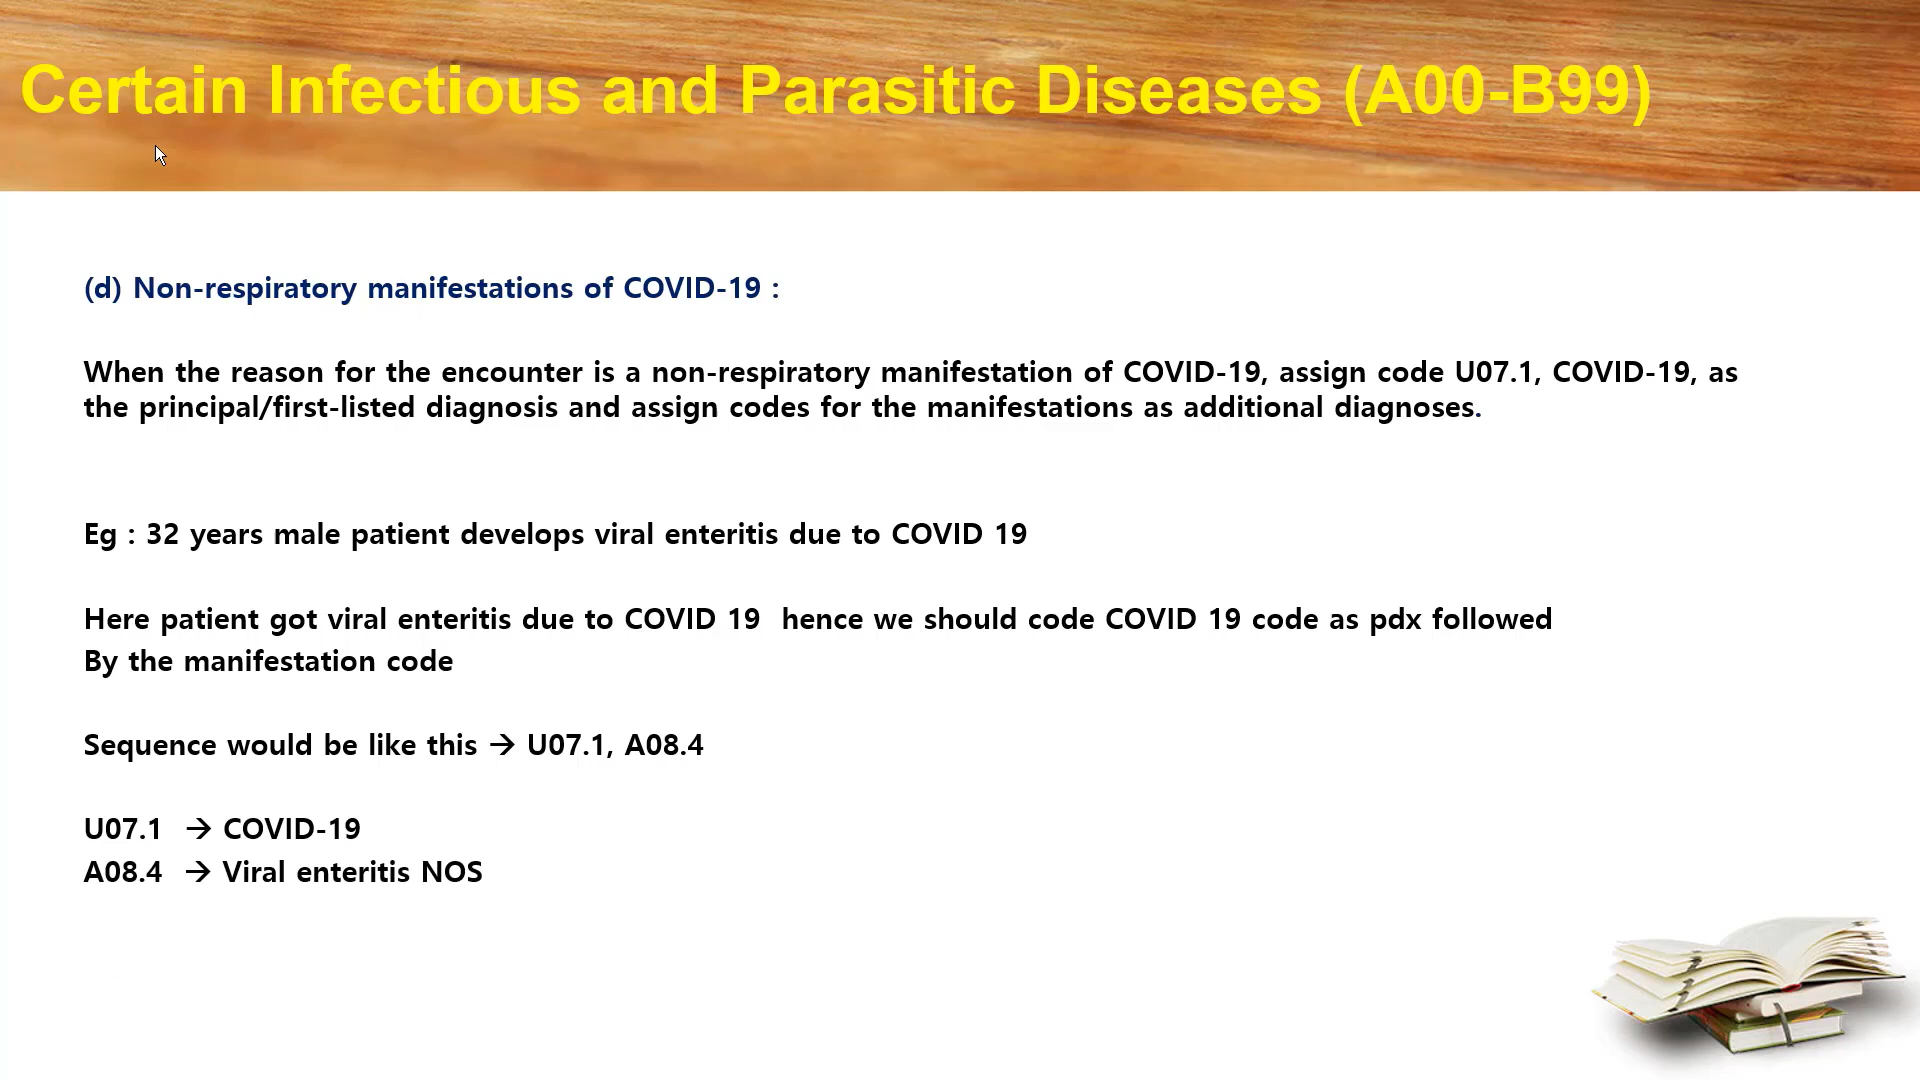 Certain Infectious and Parasitic Diseases (A00-B99)
(d) Non-respiratory manifestations of COVID-19 :
When the reason for the encounter is a non-respiratory manifestation of COVID-19, assign code U07.1, COVID-19, as
the principal/first-listed diagnosis and assign codes for the manifestations as additional diagnoses.
Eg : 32 years male patient develops viral enteritis due to COVID 19
Here patient got viral enteritis due to COVID 19 hence we should code COVID 19 code as pdx followed
By the manifestation code
Sequence would be like this → U07.1, A08.4
U07.1 → COVID-19
A08.4 → Viral enteritis NOS